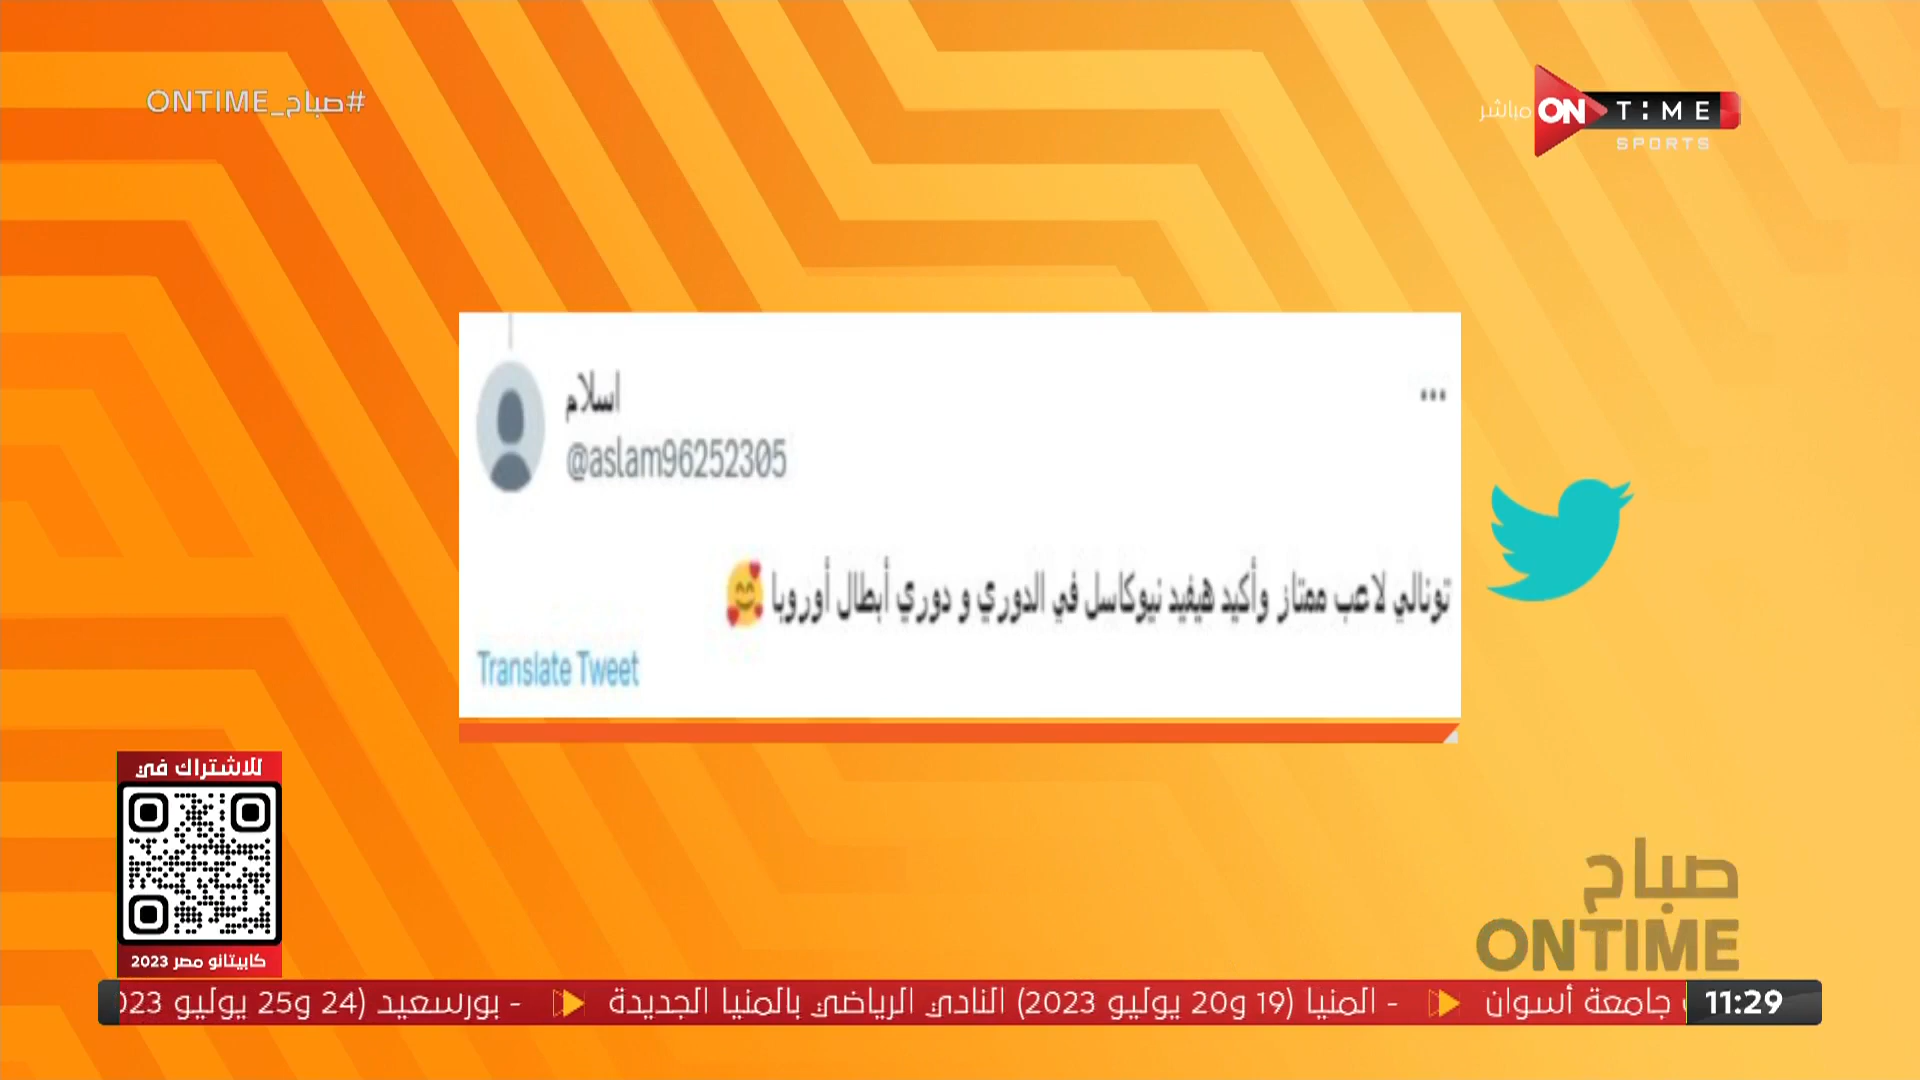 #صباح_ONTIME
مباشر ON TIME
SPORTS
اسلام
@aslam96252305
تونالي لاعب ممتاز وأكيد هيفيد نيوكاسل في الدوري و دوري أبطال أوروبا 🥰
Translate Tweet
للاشتراك في
كابيتانو مصر 2023
صباح
ONTIME
جامعة أسوان - المنيا (19 و20 يوليو 2023) النادي الرياضي بالمنيا الجديدة - بورسعيد (24 و25 يوليو
11:29